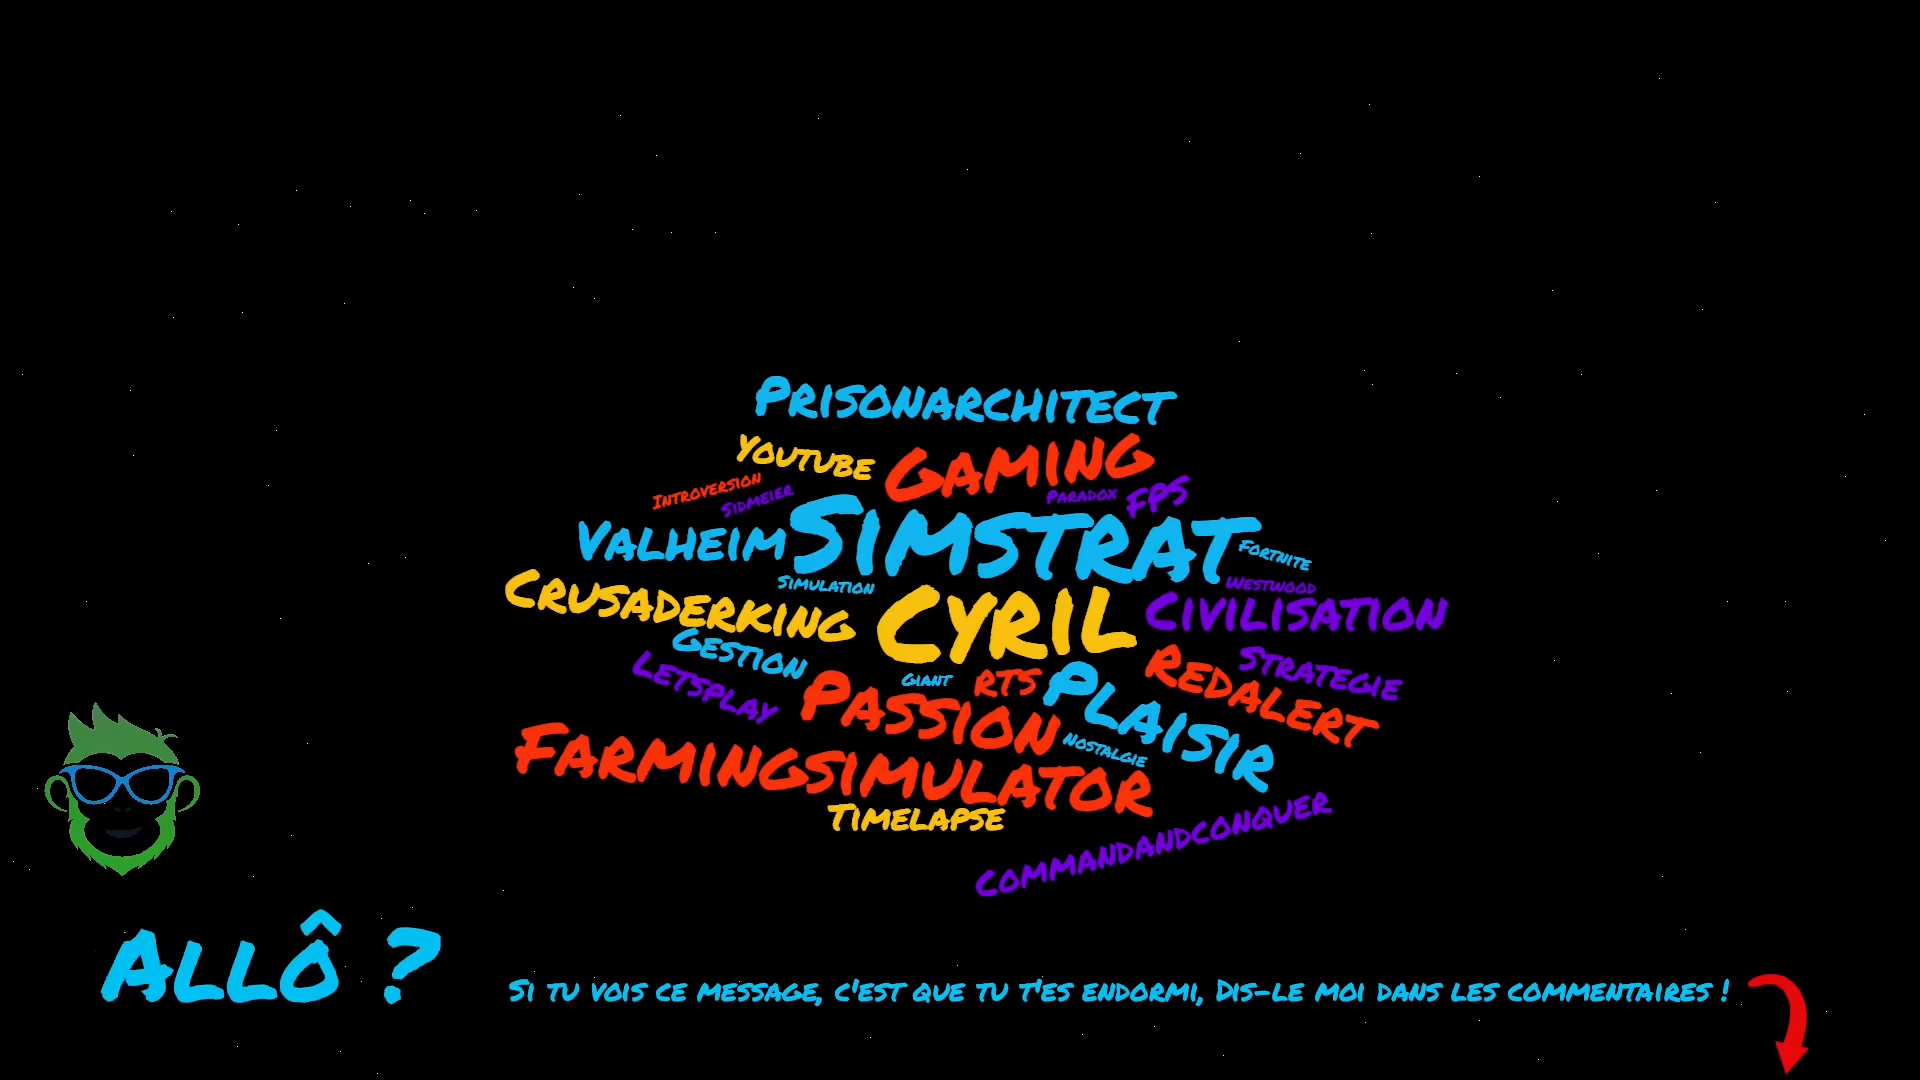 Prisonarchitect
Youtube
Gaming
Introversion
Sidmeier
Paradox
FPS
Valheim
Simstrat
Fortnite
Simulation
Westwood
Crusaderking
Cyril
Civilisation
Gestion
Strategie
Letsplay
Giant
RTS
Plaisir
Redalert
Passion
Nostalgie
Farmingsimulator
Timelapse
Commandandconquer
Allô ?
Si tu vois ce message, c'est que tu t'es endormi, Dis-le moi dans les commentaires !